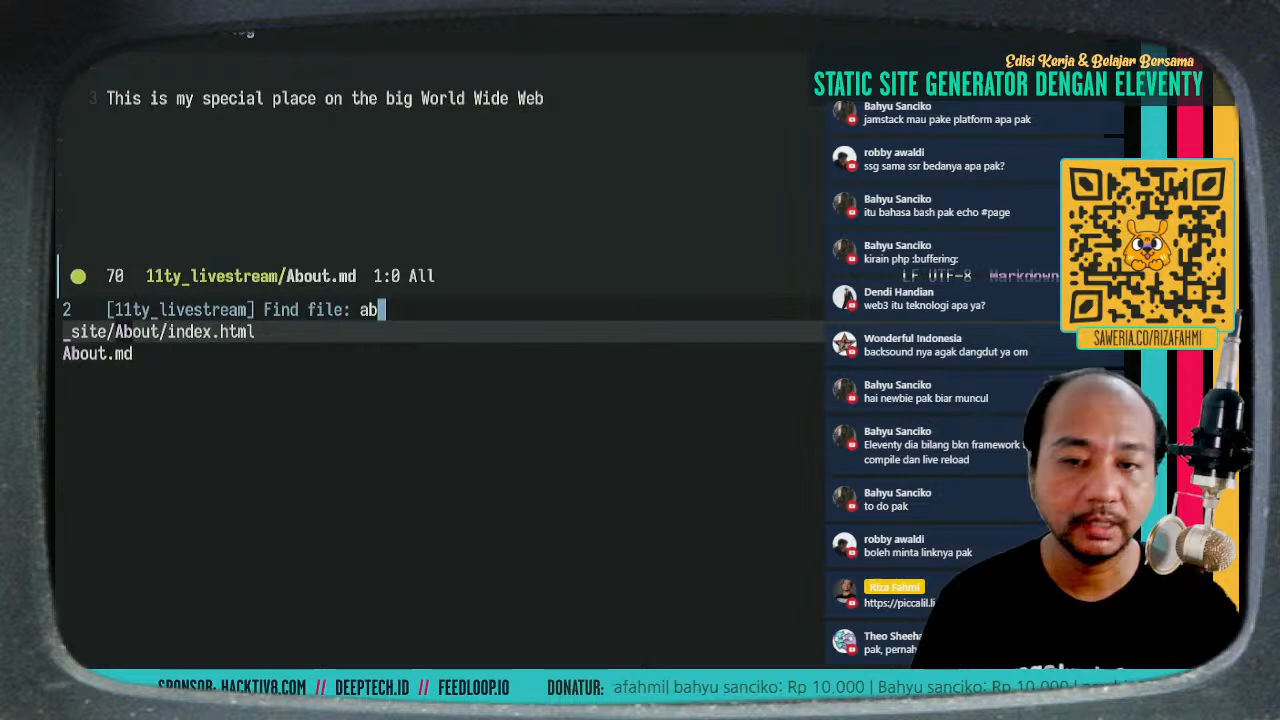 3 This is my special place on the big World Wide Web
70 11ty_livestream/About.md 1:0 All
LF UTF-8 Markdown
2 [11ty_livestream] Find file: ab
_site/About/index.html
About.md
Edisi Kerja & Belajar Bersama
STATIC SITE GENERATOR DENGAN ELEVENTY
Bahyu Sanciko
jamstack mau pake platform apa pak
robby awaldi
ssg sama ssr bedanya apa pak?
Bahyu Sanciko
itu bahasa bash pak echo #page
Bahyu Sanciko
kirain php :buffering:
Dendi Handian
web3 itu teknologi apa ya?
Wonderful Indonesia
backsound nya agak dangdut ya om
Bahyu Sanciko
hai newbie pak biar muncul
Bahyu Sanciko
Eleventy dia bilang bkn framework
compile dan live reload
Bahyu Sanciko
to do pak
robby awaldi
boleh minta linknya pak
Riza Fahmi
https://piccalil.li
Theo Sheeha
pak, pernah
SAWERIA.CO/RIZAFAHMI
SPONSOR: HACKTIV8.COM // DEEPTECH.ID // FEEDLOOP.IO DONATUR: afahmi| bahyu sanciko: Rp 10.000 | Bahyu sanciko: Rp 10.000 |